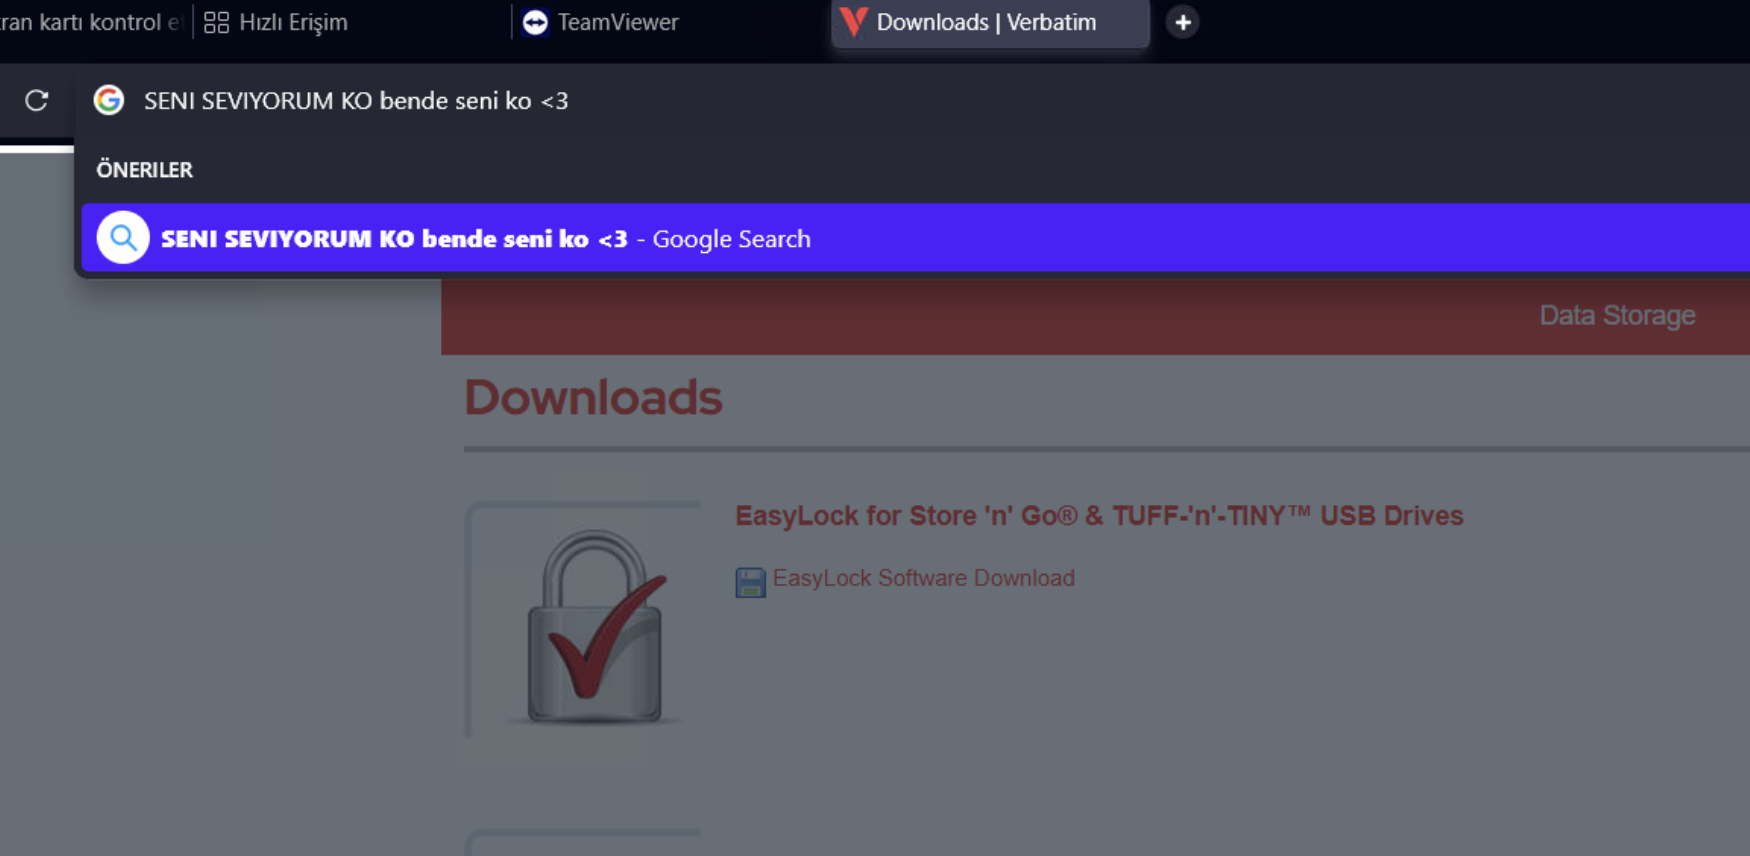 ran kartı kontrol et
Hızlı Erişim
TeamViewer
Downloads | Verbatim
SENI SEVIYORUM KO bende seni ko <3
ÖNERILER
SENI SEVIYORUM KO bende seni ko <3 - Google Search
Data Storage
Downloads
EasyLock for Store 'n' Go® & TUFF-'n'-TINY™ USB Drives
EasyLock Software Download